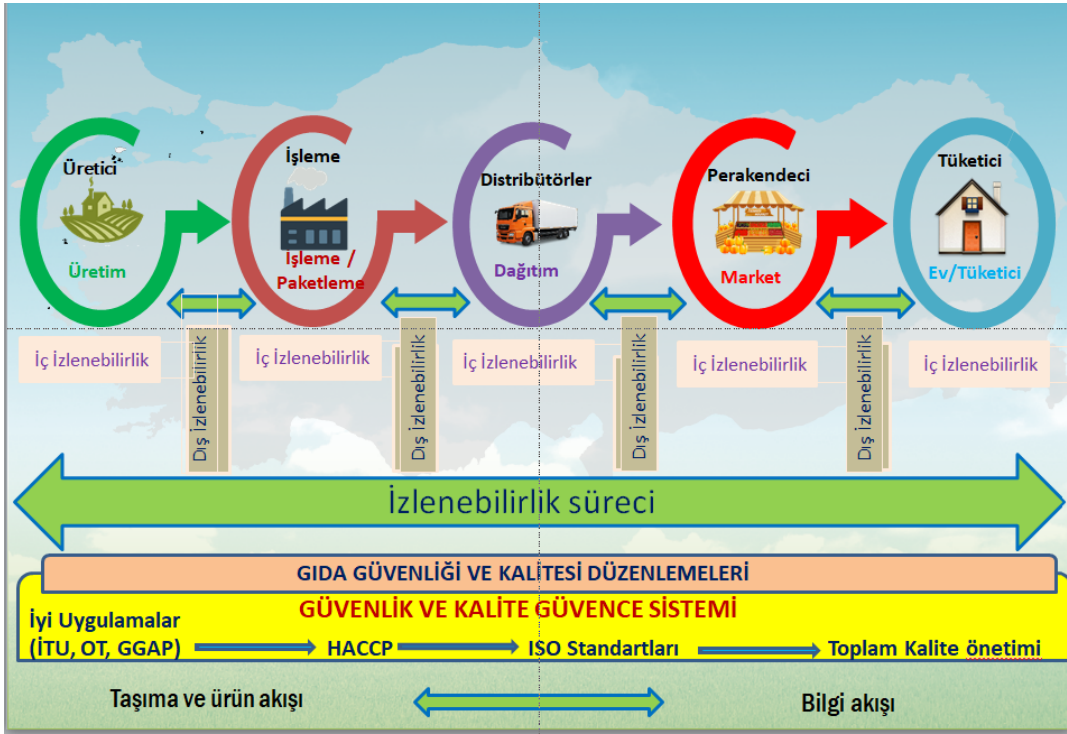 Üretici
Üretim
İşleme
İşleme /
Paketleme
Distribütörler
Dağıtım
Perakendeci
Market
Tüketici
Ev/Tüketici
İç İzlenebilirlik
Dış İzlenebilirlik
İç İzlenebilirlik
Dış İzlenebilirlik
İç İzlenebilirlik
Dış İzlenebilirlik
İç İzlenebilirlik
Dış İzlenebilirlik
İç İzlenebilirlik
İzlenebilirlik süreci
GIDA GÜVENLİĞİ VE KALİTESİ DÜZENLEMELERİ
GÜVENLİK VE KALİTE GÜVENCE SİSTEMİ
İyi Uygulamalar
(İTU, OT, GGAP)
HACCP
ISO Standartları
Toplam Kalite önetimi
Taşıma ve ürün akışı
Bilgi akışı